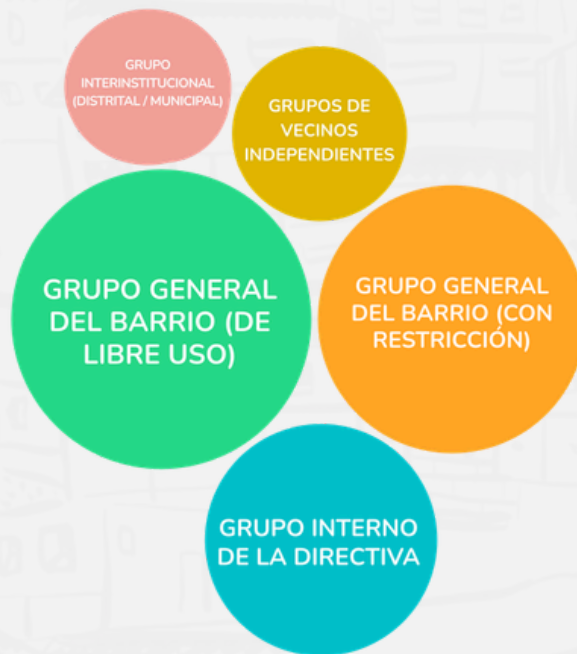 GRUPO
INTERINSTITUCIONAL
(DISTRITAL / MUNICIPAL)
GRUPOS DE
VECINOS
INDEPENDIENTES
GRUPO GENERAL
DEL BARRIO (DE
LIBRE USO)
GRUPO GENERAL
DEL BARRIO (CON
RESTRICCIÓN)
GRUPO INTERNO
DE LA DIRECTIVA